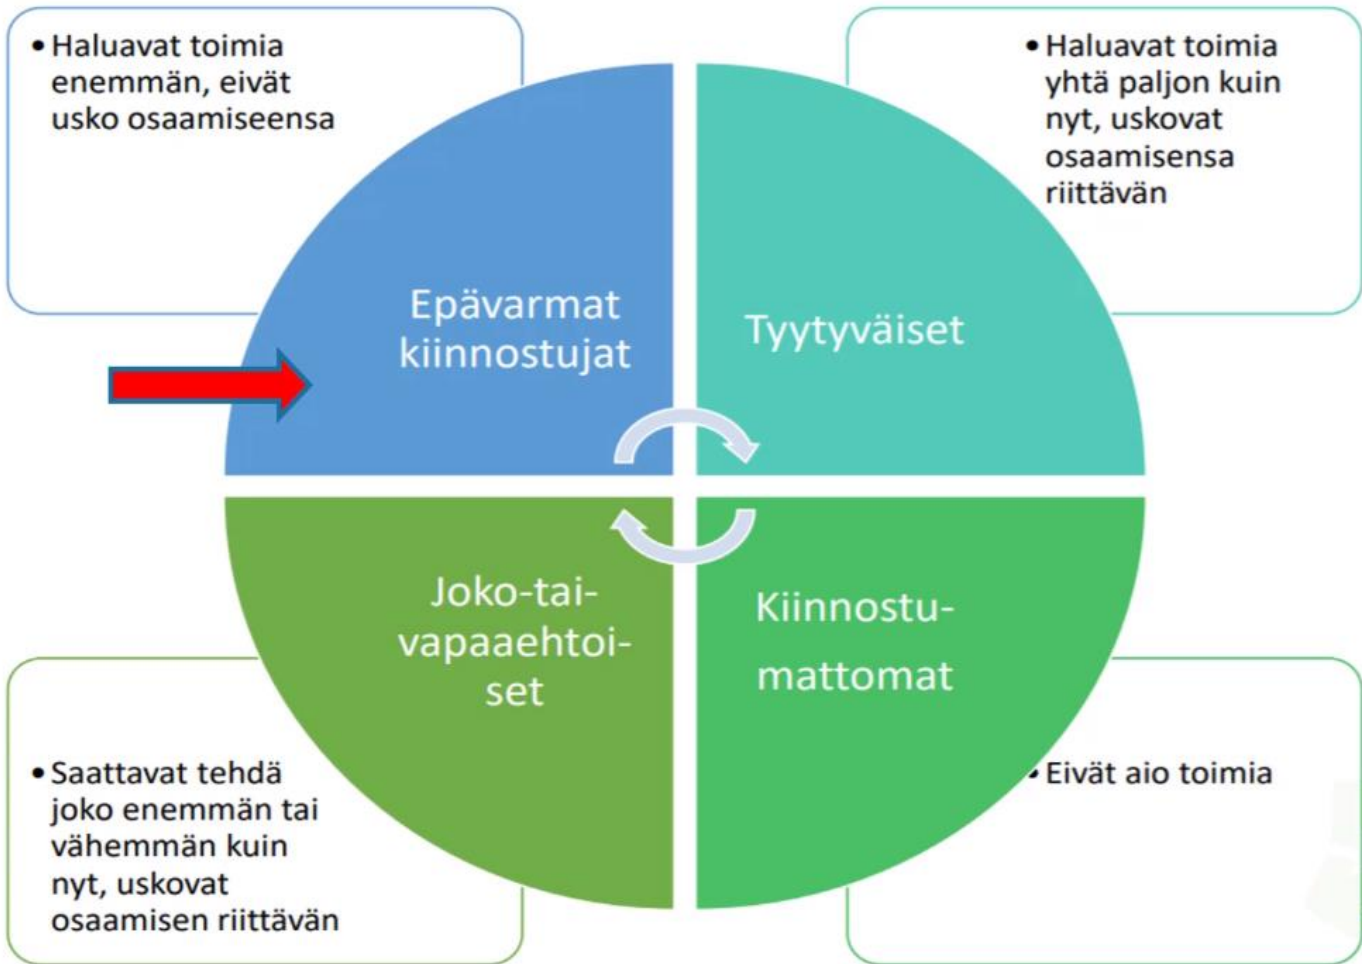 • Haluavat toimia
enemmän, eivät
usko osaamiseensa
• Haluavat toimia
yhtä paljon kuin
nyt, uskovat
osaamisensa
riittävän
Epävarmat
kiinnostujat
Tyytyväiset
Joko-tai-
vapaaehtoi-
set
Kiinnostu-
mattomat
• Saattavat tehdä
joko enemmän tai
vähemmän kuin
nyt, uskovat
osaamisen riittävän
• Eivät aio toimia